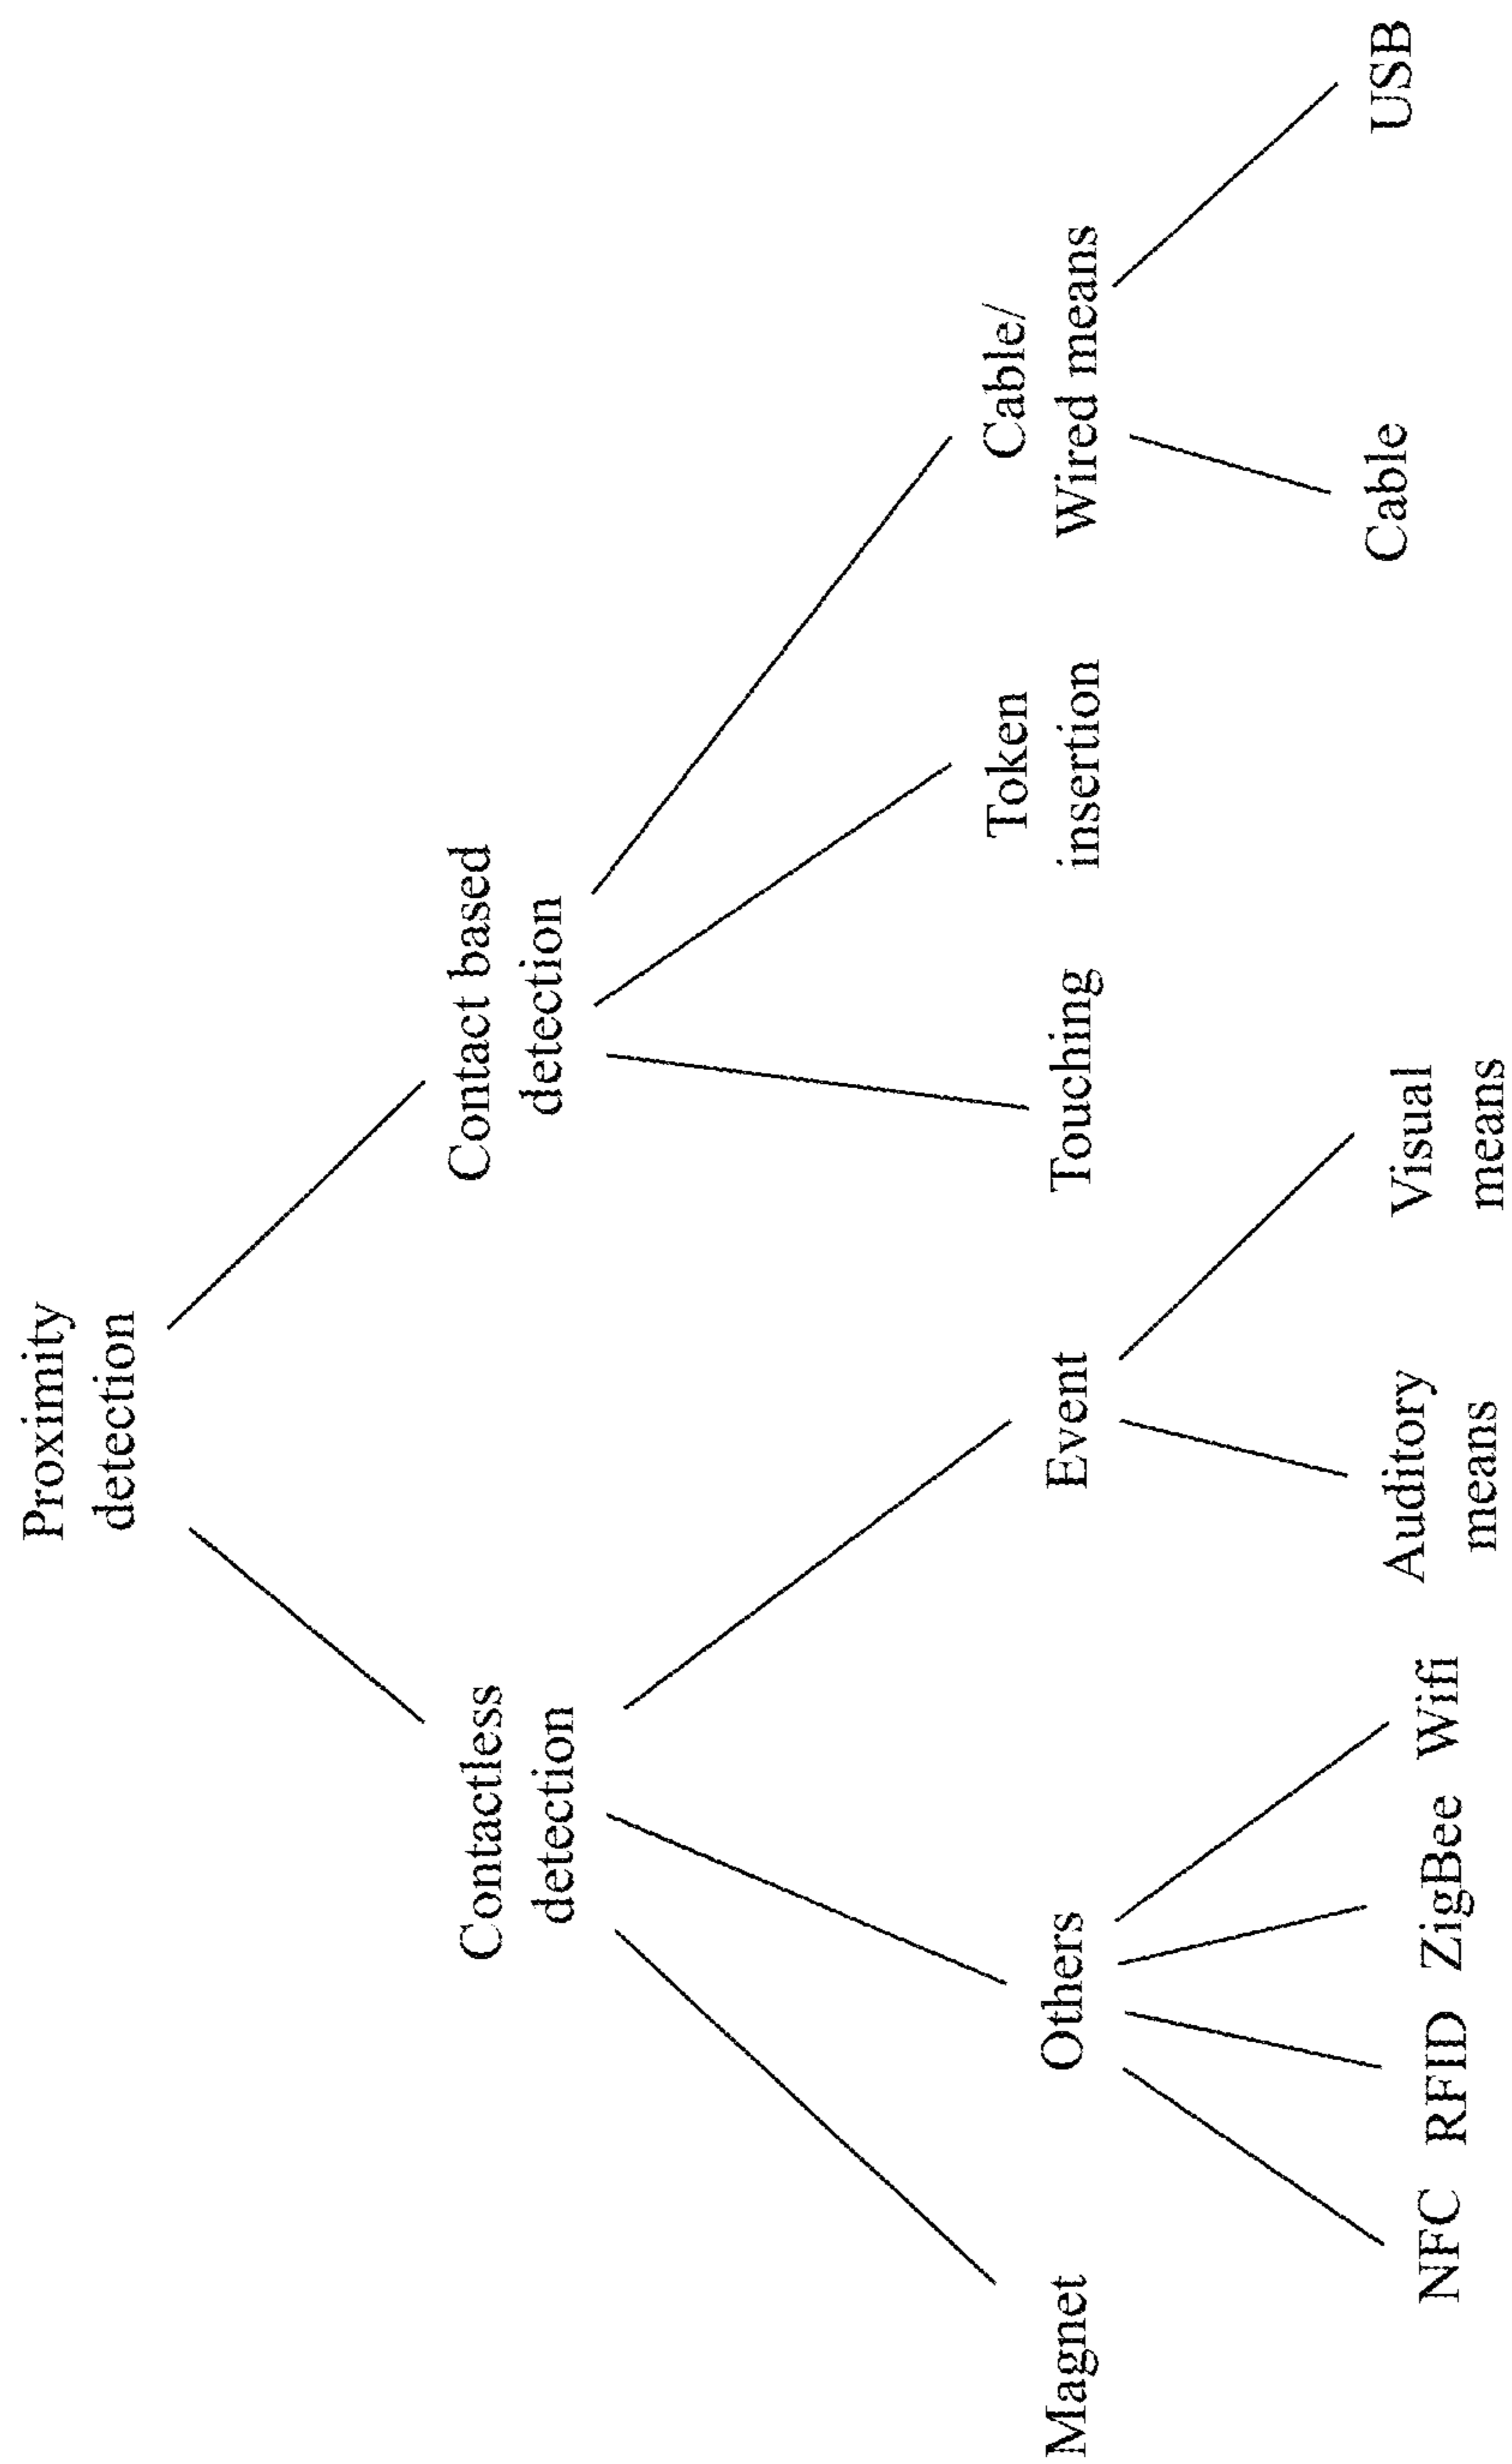 Proximity
detection
Contactless
detection
Contact based
detection
Magnet
Others
Event
Touching
Token
insertion
Cable/
Wired means
NFC
RFID
ZigBee
Wifi
Auditory
means
Visual
means
Cable
USB